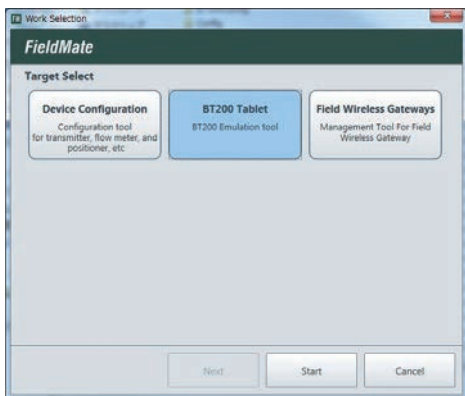 Work Selection
FieldMate
Target Select
Device Configuration
Configuration tool
for transmitter, flow meter, and
positioner, etc
BT200 Tablet
BT200 Emulation tool
Field Wireless Gateways
Management Tool For Field
Wireless Gateway
Next
Start
Cancel